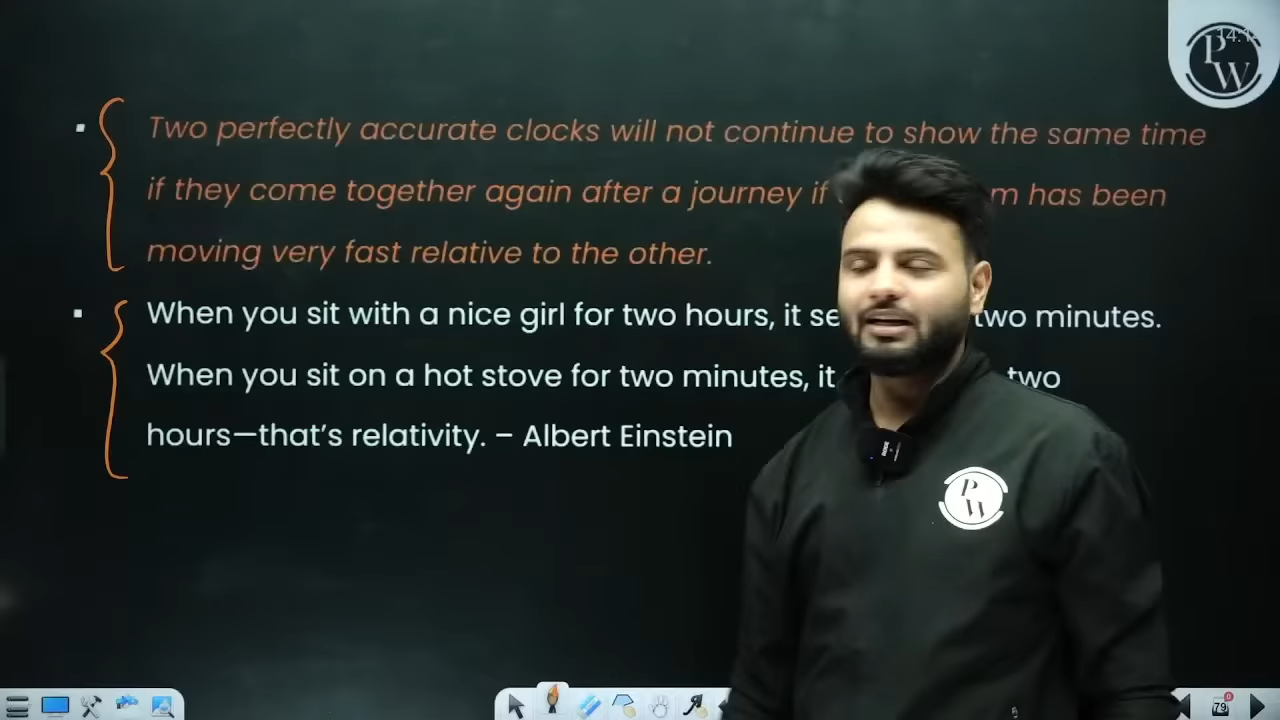 Two perfectly accurate clocks will not continue to show the same time
if they come together again after a journey if m has been
moving very fast relative to the other.
When you sit with a nice girl for two hours, it se two minutes.
When you sit on a hot stove for two minutes, it two
hours—that's relativity. – Albert Einstein
PW
PW
79